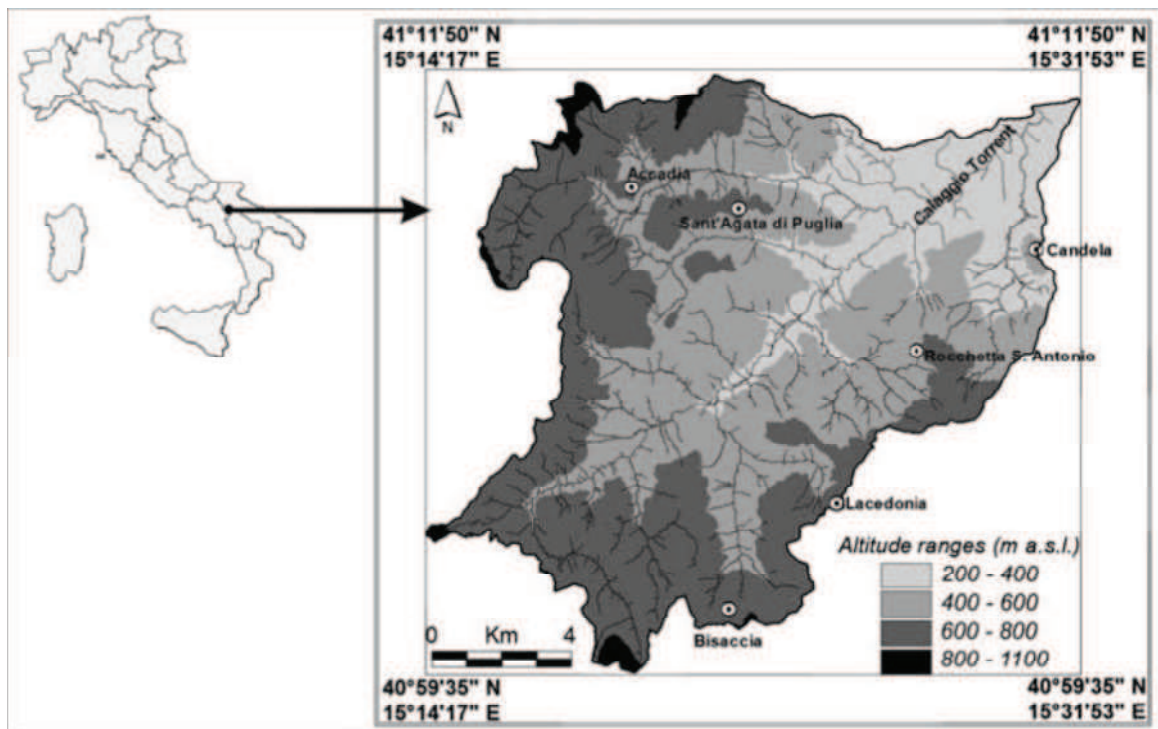 41°11'50" N
15°14'17" E
41°11'50" N
15°31'53" E
N
Calaggio Torrent
Accadia
Sant'Agata di Puglia
Candela
Rocchetta S. Antonio
Lacedonia
Altitude ranges (m a.s.l.)
200 - 400
400 - 600
600 - 800
800 - 1100
0 Km 4
Bisaccia
40°59'35" N
15°14'17" E
40°59'35" N
15°31'53" E